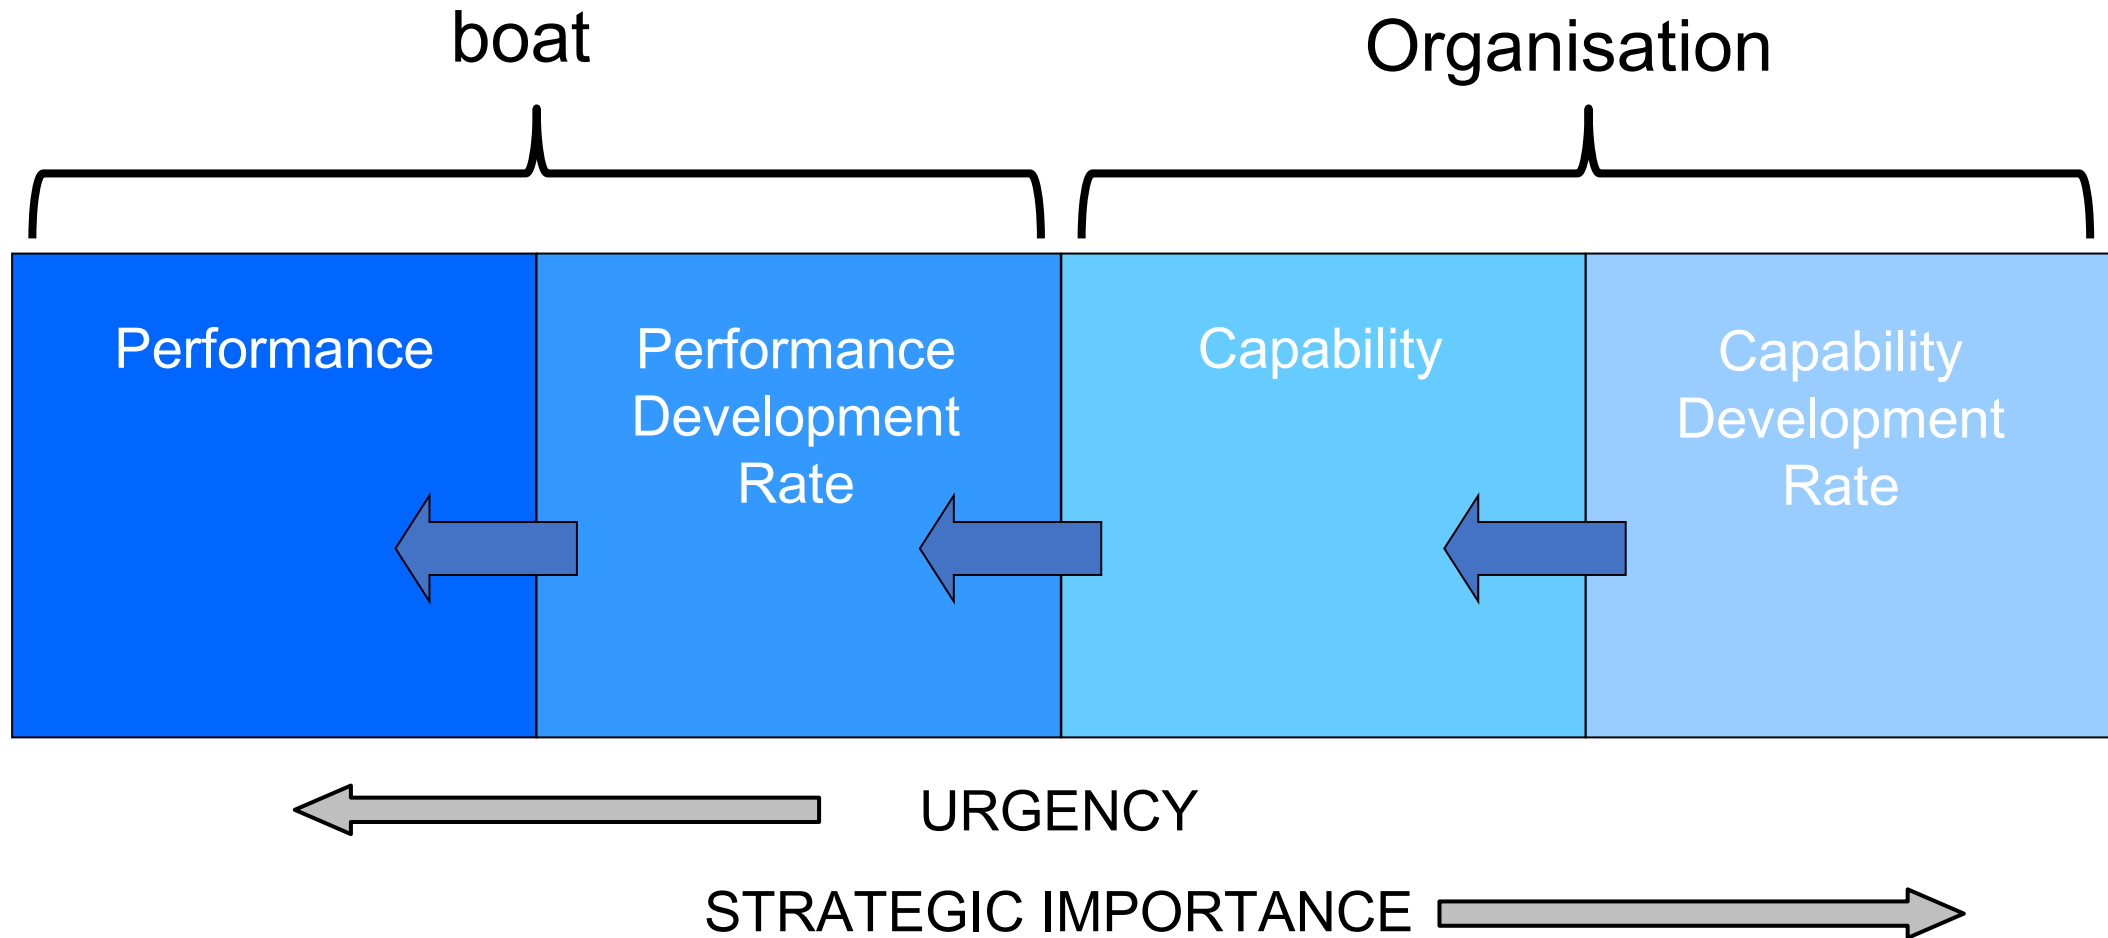 boat
Organisation
Performance
Performance
Development
Rate
Capability
Capability
Development
Rate
URGENCY
STRATEGIC IMPORTANCE